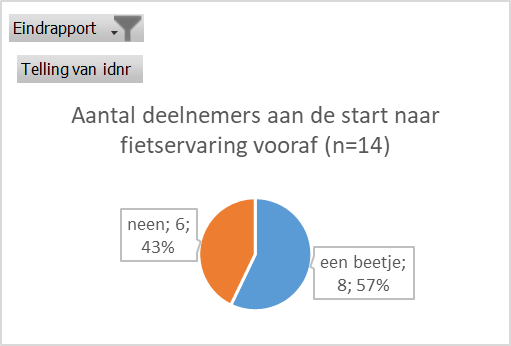 Eindrapport
Telling van idnr
Aantal deelnemers aan de start naar
fietservaring vooraf (n=14)
neen; 6;
43%
een beetje;
8; 57%